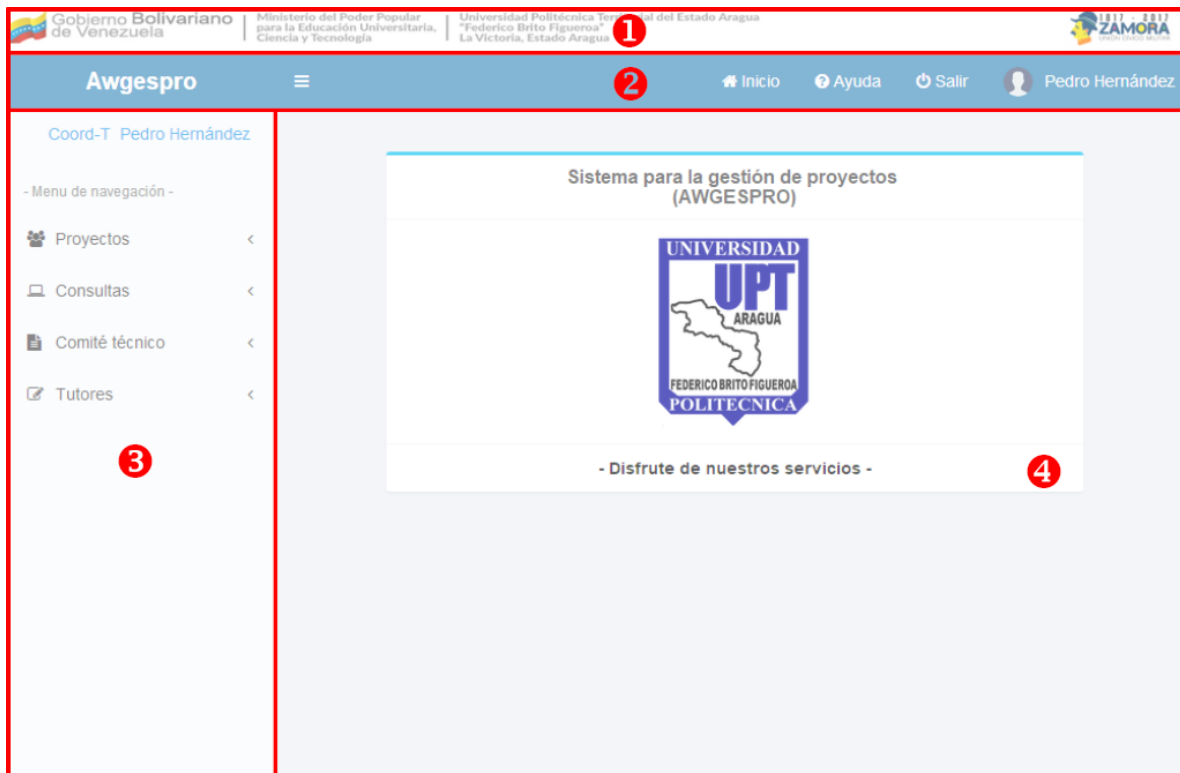 Gobierno Bolivariano
de Venezuela
Ministerio del Poder Popular
para la Educación Universitaria,
Ciencia y Tecnología
Universidad Politécnica del Estado Aragua
"Federico Brito Figueroa"
La Victoria, Estado Aragua
1
1817 - 2017
ZAMORA
Awgespro
2
Inicio
Ayuda
Salir
Pedro Hernández
Coord-T Pedro Hernández
- Menu de navegación -
Proyectos
Consultas
Comité técnico
Tutores
3
Sistema para la gestión de proyectos
(AWGESPRO)
UNIVERSIDAD
UPT
ARAGUA
FEDERICO BRITO FIGUEROA
POLITECNICA
- Disfrute de nuestros servicios -
4